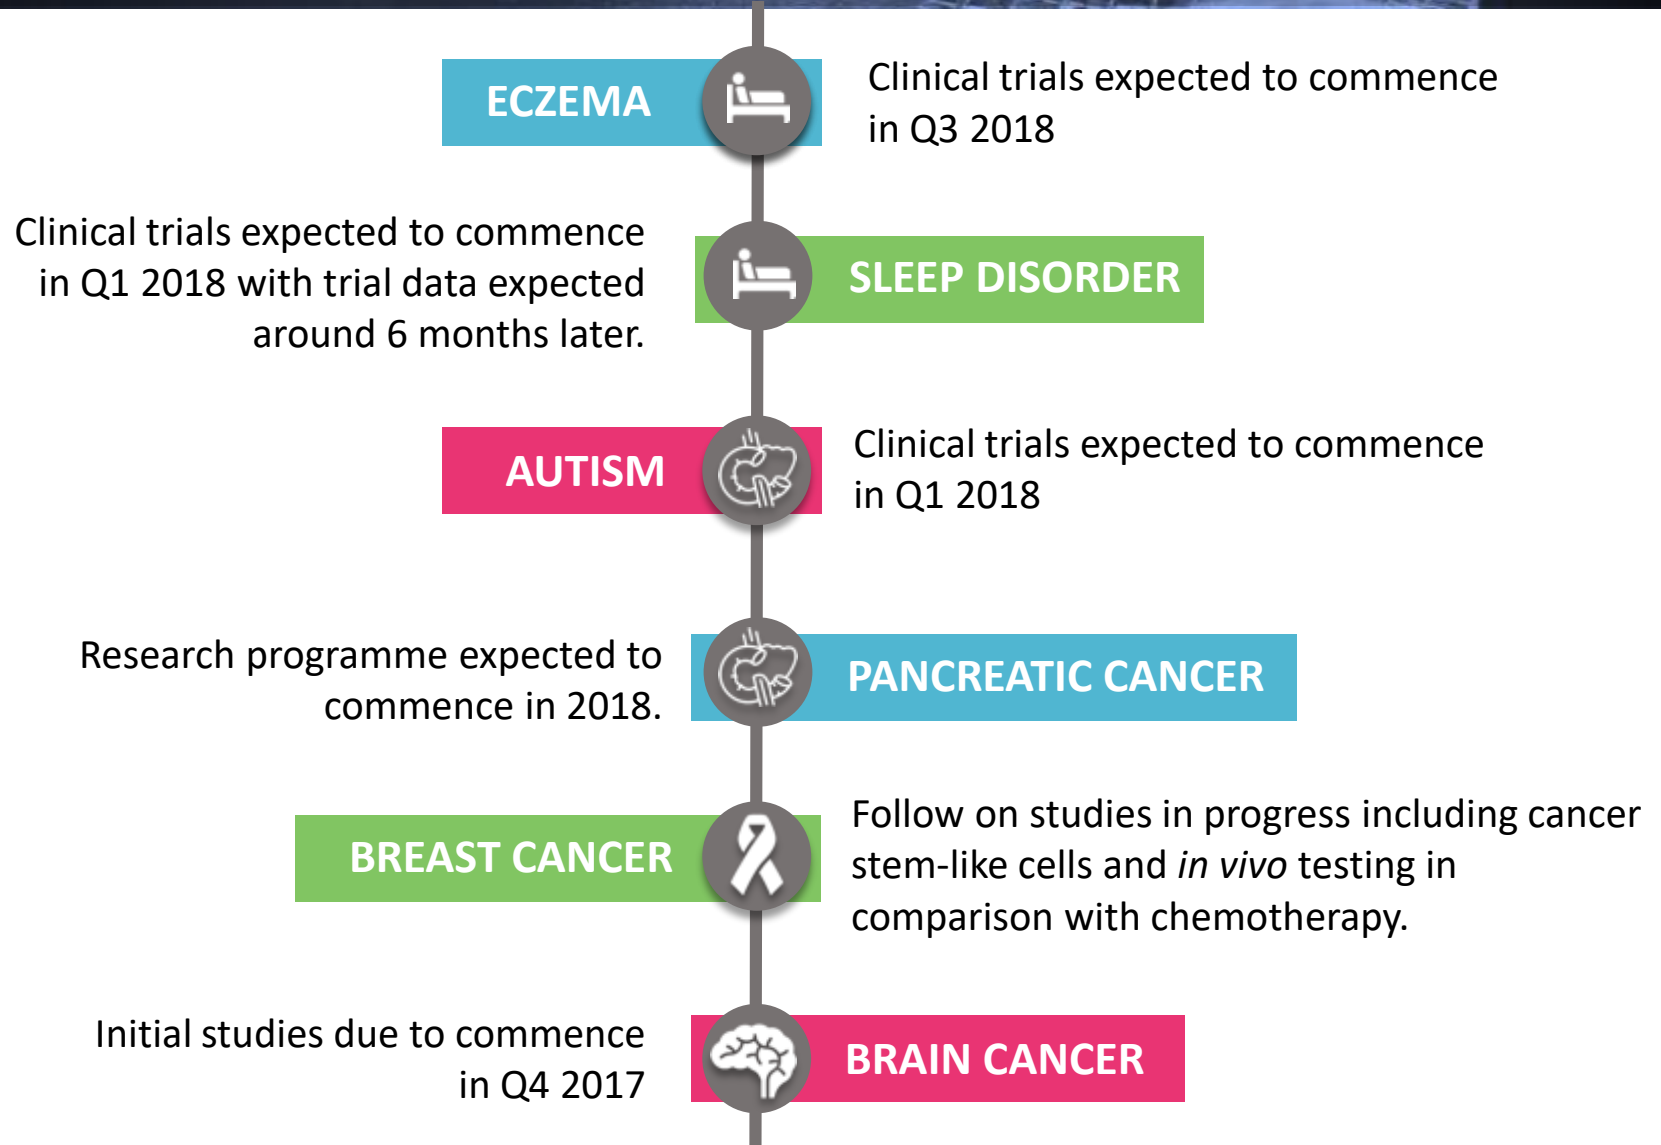 ECZEMA
Clinical trials expected to commence
in Q3 2018
Clinical trials expected to commence
in Q1 2018 with trial data expected
around 6 months later.
SLEEP DISORDER
AUTISM
Clinical trials expected to commence
in Q1 2018
Research programme expected to
commence in 2018.
PANCREATIC CANCER
BREAST CANCER
Follow on studies in progress including cancer
stem-like cells and in vivo testing in
comparison with chemotherapy.
Initial studies due to commence
in Q4 2017
BRAIN CANCER